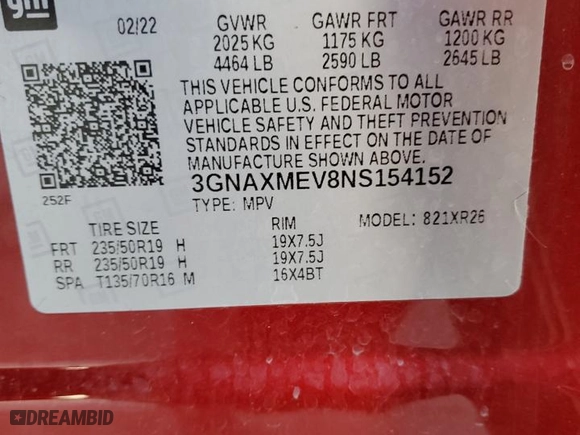 gm
02/22 GVWR GAWR FRT GAWR RR
2025 KG 1175 KG 1200 KG
4464 LB 2590 LB 2645 LB
THIS VEHICLE CONFORMS TO ALL
APPLICABLE U.S. FEDERAL MOTOR
VEHICLE SAFETY AND THEFT PREVENTION
STANDARDS IN EFFECT ON THE DATE OF
MANUFACTURE SHOWN ABOVE.
3GNAXMEV8NS154152
252F TYPE: MPV MODEL: 821XR26
TIRE SIZE RIM
FRT 235/50R19 H 19X7.5J
RR 235/50R19 H 19X7.5J
SPA T135/70R16 M 16X4BT
DREAMBID